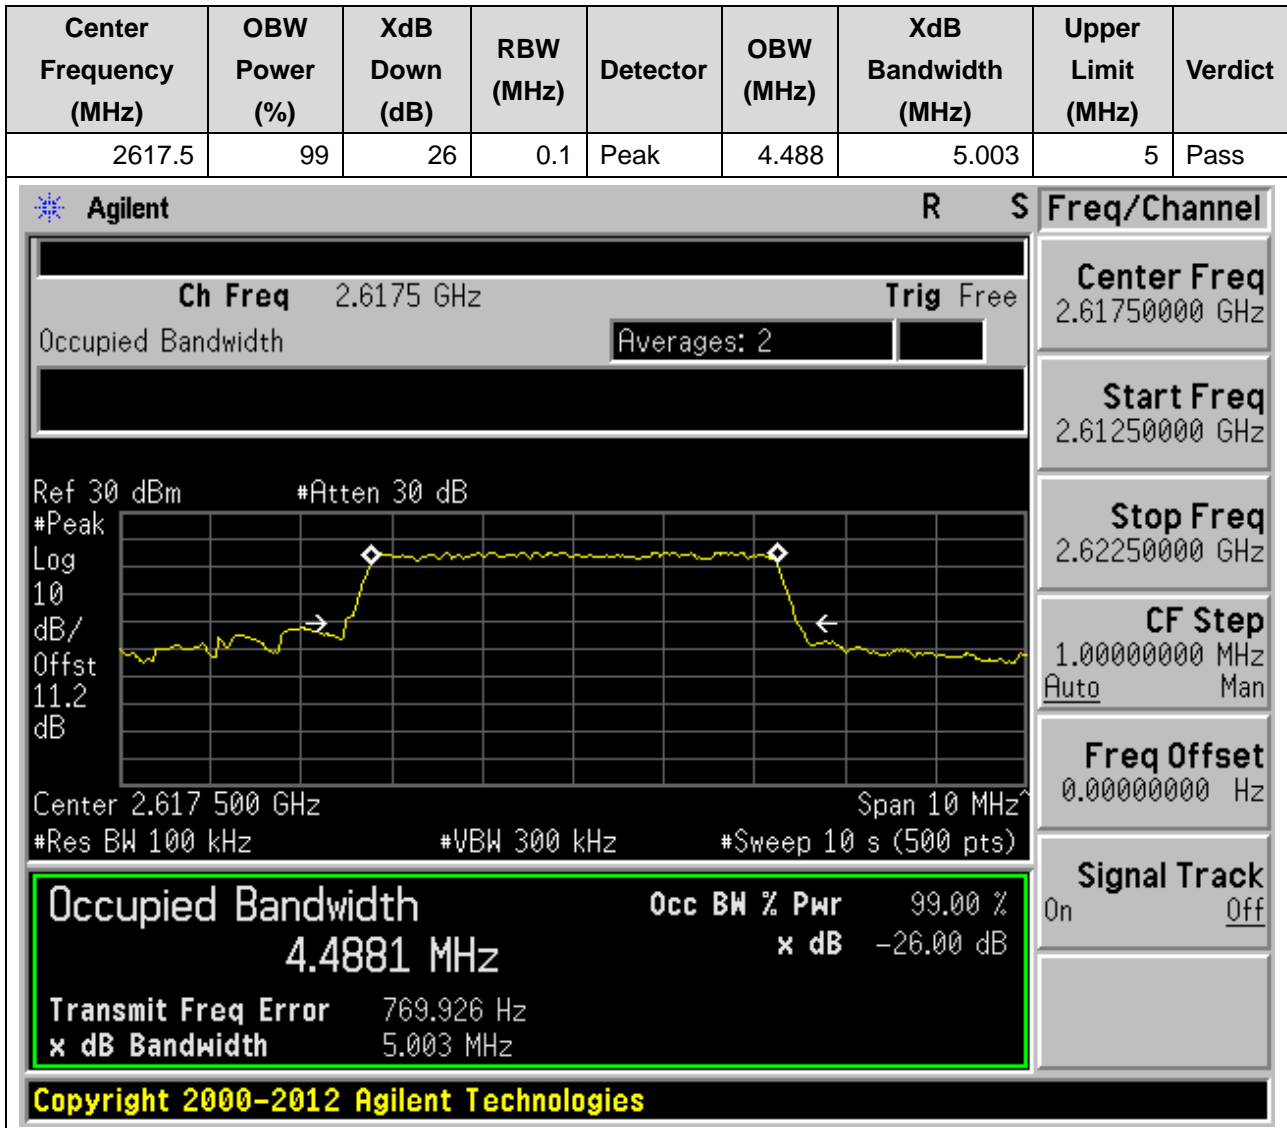 Center Frequency (MHz) OBW Power (%) XdB Down (dB) RBW (MHz) Detector OBW (MHz) XdB Bandwidth (MHz) Upper Limit (MHz) Verdict
2617.5 99 26 0.1 Peak 4.488 5.003 5 Pass
Agilent R S Freq/Channel
Ch Freq 2.6175 GHz Trig Free
Occupied Bandwidth Averages: 2
Center Freq
2.61750000 GHz
Start Freq
2.61250000 GHz
Stop Freq
2.62250000 GHz
CF Step
1.00000000 MHz
Auto Man
Freq Offset
0.00000000 Hz
Signal Track
On Off
Ref 30 dBm #Atten 30 dB
#Peak
Log
10
dB/
Offst
11.2
dB
Center 2.617 500 GHz Span 10 MHz^
#Res BW 100 kHz #VBW 300 kHz #Sweep 10 s (500 pts)
Occupied Bandwidth Occ BW % Pwr 99.00 %
4.4881 MHz x dB -26.00 dB
Transmit Freq Error 769.926 Hz
x dB Bandwidth 5.003 MHz
Copyright 2000-2012 Agilent Technologies